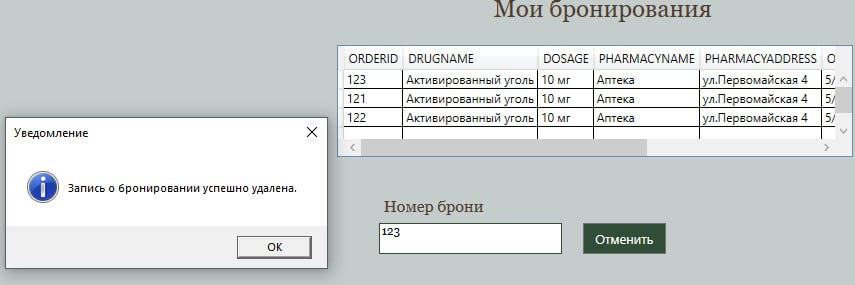 Мои бронирования
ORDERID DRUGNAME DOSAGE PHARMACYNAME PHARMACYADDRESS O
123 Активированный уголь 10 мг Аптека ул.Первомайская 4 5/
121 Активированный уголь 10 мг Аптека ул.Первомайская 4 5/
122 Активированный уголь 10 мг Аптека ул.Первомайская 4 5/
Уведомление
Запись о бронировании успешно удалена.
OK
Номер брони
123
Отменить